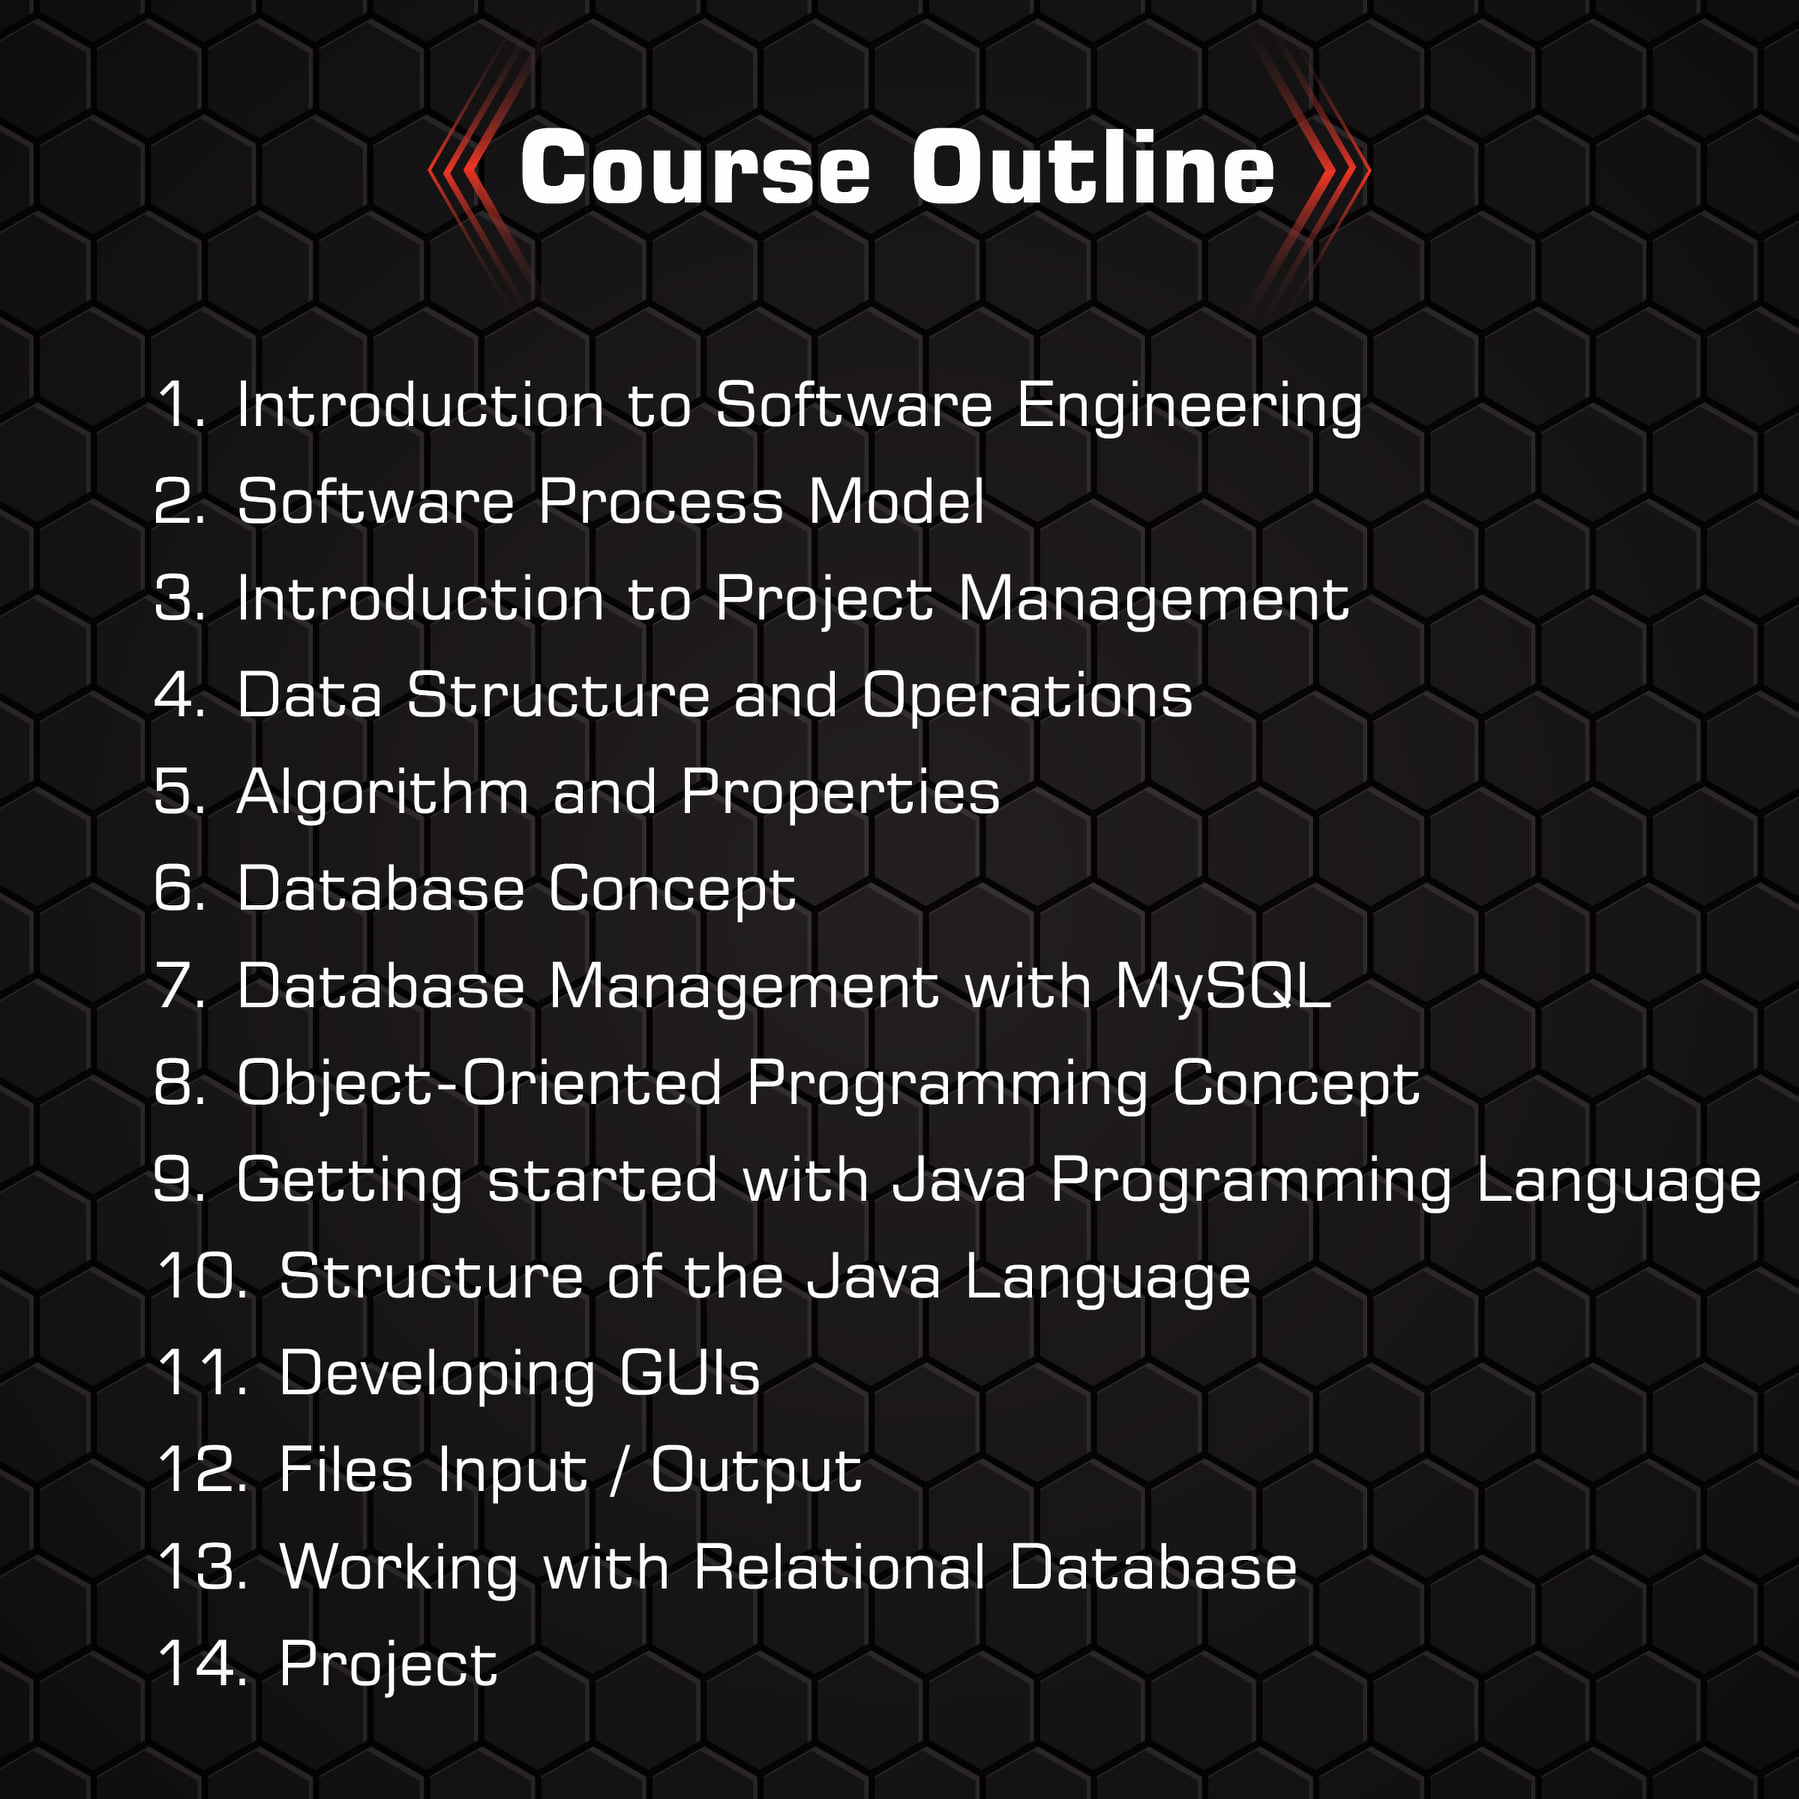 Course Outline
1. Introduction to Software Engineering
2. Software Process Model
3. Introduction to Project Management
4. Data Structure and Operations
5. Algorithm and Properties
6. Database Concept
7. Database Management with MySQL
8. Object-Oriented Programming Concept
9. Getting started with Java Programming Language
10. Structure of the Java Language
11. Developing GUIs
12. Files Input / Output
13. Working with Relational Database
14. Project